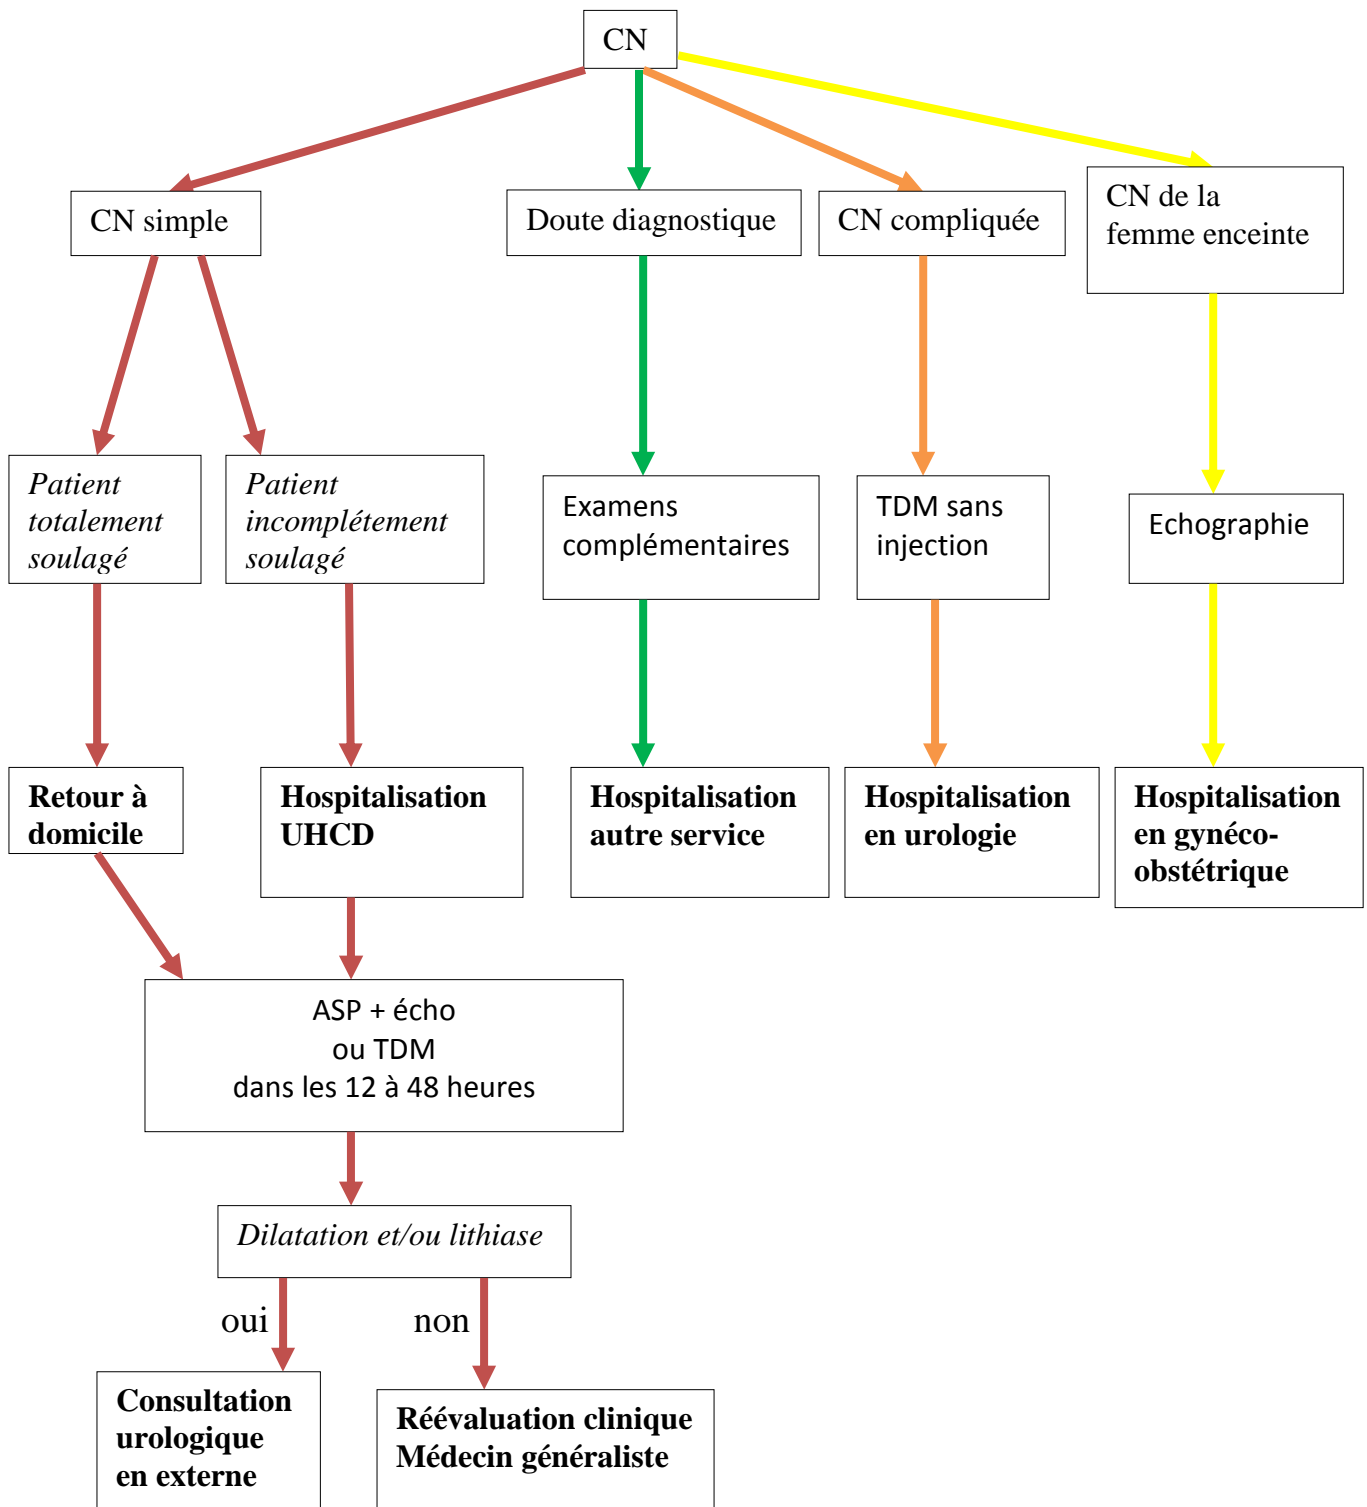 CN
CN simple
Doute diagnostique
CN compliquée
CN de la
femme enceinte
Patient
totalement
soulagé
Patient
incomplétement
soulagé
Examens
complémentaires
TDM sans
injection
Echographie
Retour à
domicile
Hospitalisation
UHCD
Hospitalisation
autre service
Hospitalisation
en urologie
Hospitalisation
en gynéco-
obstétrique
ASP + écho
ou TDM
dans les 12 à 48 heures
Dilatation et/ou lithiase
oui
non
Consultation
urologique
en externe
Réévaluation clinique
Médecin généraliste